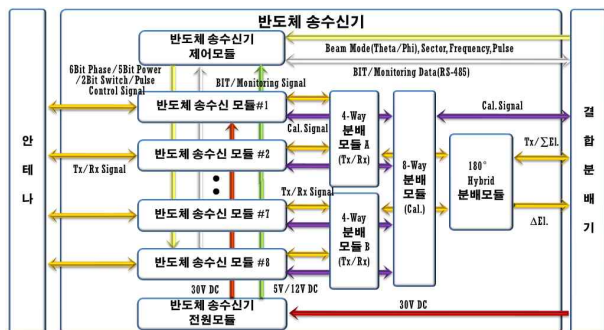 반도체 송수신기
반도체 송수신기
제어모듈
Beam Mode(Theta/Phi), Sector, Frequency, Pulse
BIT/Monitoring Data(RS-485)
6Bit Phase/5Bit Power
/2Bit Switch/Pulse
Control Signal
BIT/Monitoring Signal
반도체 송수신 모듈#1
Cal. Signal
Cal. Signal
4-Way
분배
모듈 A
(Tx/Rx)
반도체 송수신 모듈 #2
Tx/Rx Signal
8-Way
분배
모듈
(Cal.)
180°
Hybrid
분배모듈
Tx/∑El.
ΔEl.
안테나
결합분배기
Tx/Rx Signal
반도체 송수신 모듈 #7
4-Way
분배
모듈 B
(Tx/Rx)
반도체 송수신 모듈 #8
30V DC
5V/12V DC
30V DC
반도체 송수신기
전원모듈